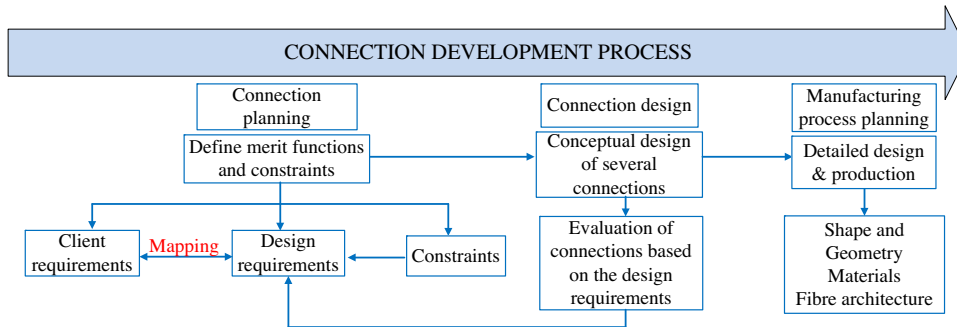 CONNECTION DEVELOPMENT PROCESS
Connection
planning
Connection design
Manufacturing
process planning
Define merit functions
and constraints
Conceptual design
of several
connections
Detailed design
& production
Client
requirements
Mapping
Design
requirements
Constraints
Evaluation of
connections based
on the design
requirements
Shape and
Geometry
Materials
Fibre architecture